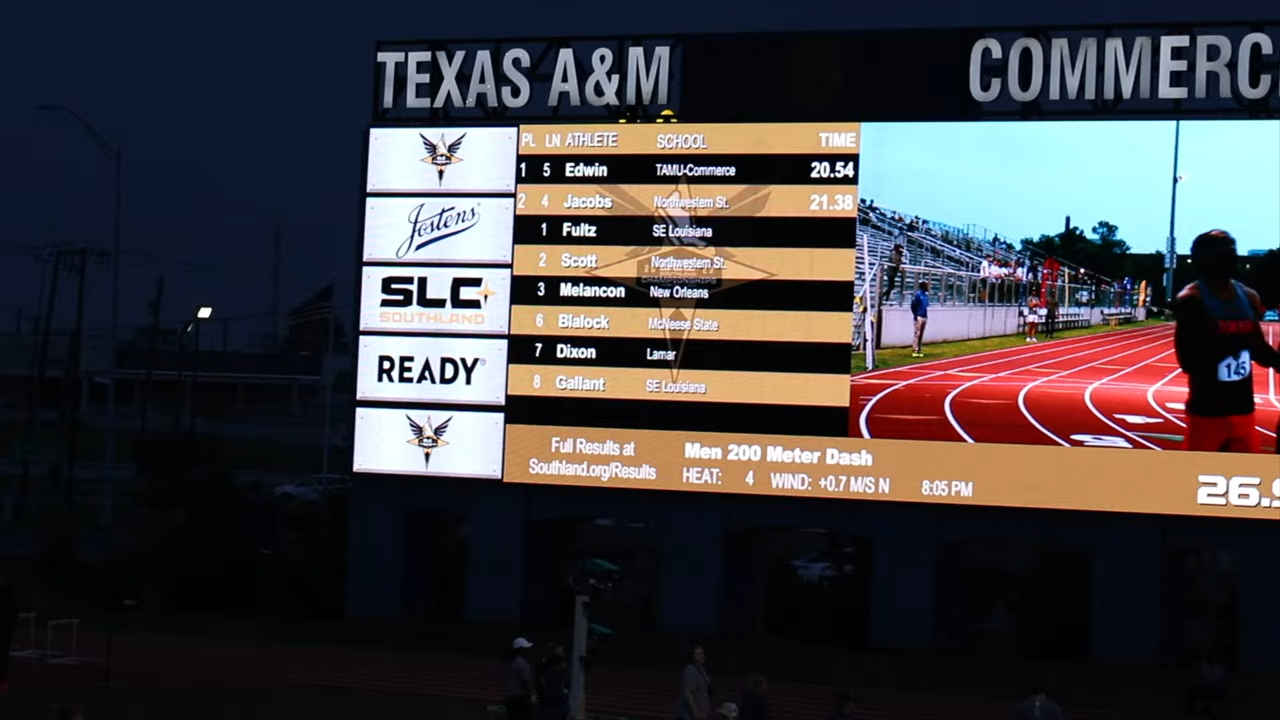 TEXAS A&M
COMMERC
PL LN ATHLETE SCHOOL TIME
1 5 Edwin TAMU-Commerce 20.54
2 4 Jacobs Northwestern St. 21.38
1 Fultz SE Louisiana
2 Scott Northwestern St.
3 Melancon New Orleans
6 Blalock McNeese State
7 Dixon Lamar
8 Gallant SE Louisiana
Jostens
SLC
SOUTHLAND
READY
Full Results at
Southland.org/Results
Men 200 Meter Dash
HEAT: 4 WIND: +0.7 M/S N 8:05 PM
CHAMPIONSHIPS
145
26.